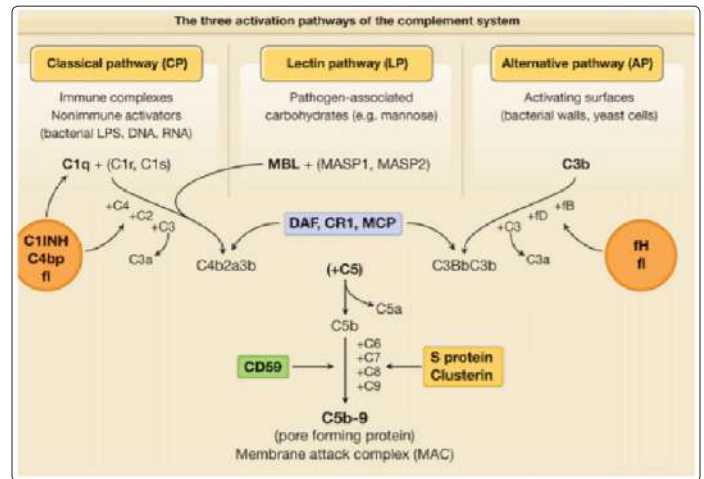 The three activation pathways of the complement system
Classical pathway (CP)
Lectin pathway (LP)
Alternative pathway (AP)
Immune complexes
Nonimmune activators
(bacterial LPS, DNA, RNA)
Pathogen-associated
carbohydrates (e.g. mannose)
Activating surfaces
(bacterial walls, yeast cells)
C1q + (C1r, C1s)
MBL + (MASP1, MASP2)
C3b
+C4
+C2
+C3
C3a
C1INH
C4bp
fI
DAF, CR1, MCP
C4b2a3b
C3BbC3b
+fB
+fD
+C3
C3a
fH
fI
(+C5)
C5a
C5b
+C6
+C7
+C8
+C9
CD59
S protein
Clusterin
C5b-9
(pore forming protein)
Membrane attack complex (MAC)